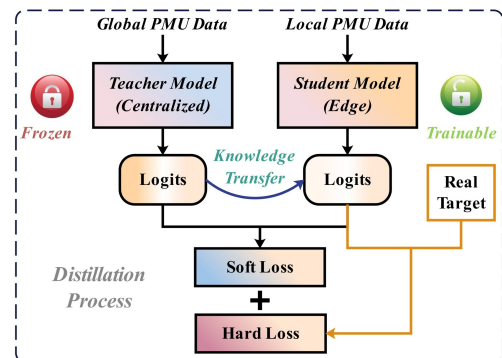 Global PMU Data
Local PMU Data
Teacher Model
(Centralized)
Student Model
(Edge)
Frozen
Trainable
Knowledge
Transfer
Logits
Logits
Real
Target
Soft Loss
Distillation
Process
+
Hard Loss